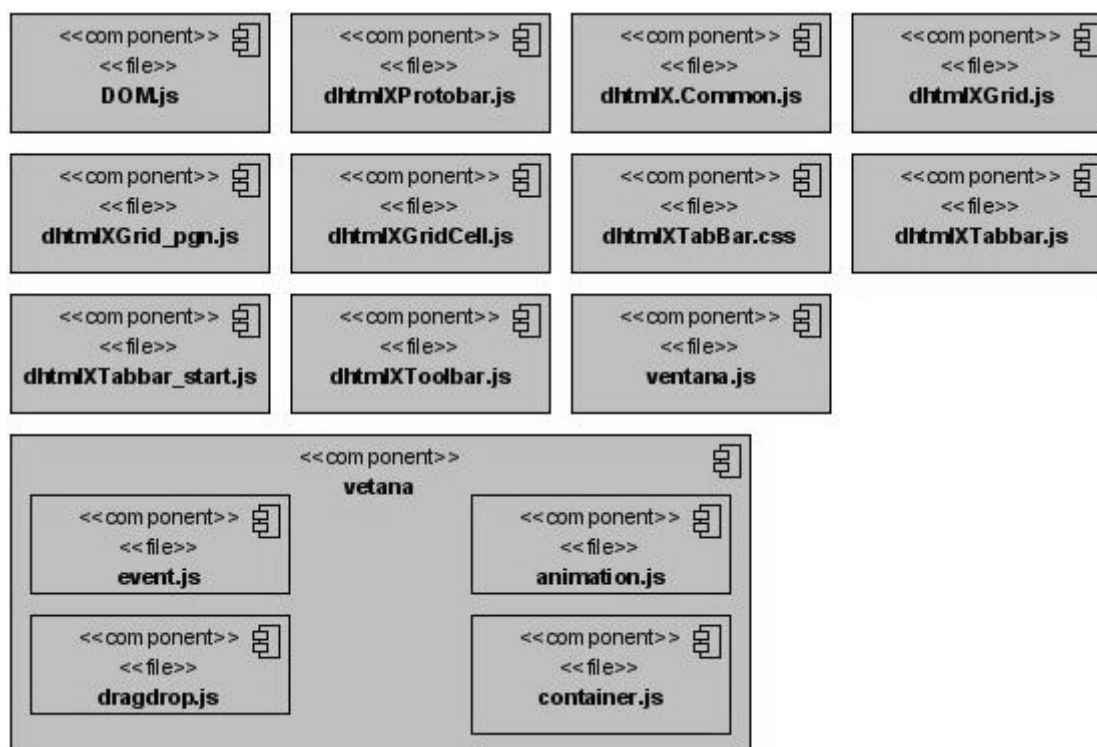 <<component>>
<<file>>
DOM.js
<<component>>
<<file>>
dhtmlXProtobar.js
<<component>>
<<file>>
dhtmlX.Common.js
<<component>>
<<file>>
dhtmlXGrid.js
<<component>>
<<file>>
dhtmlXGrid_pgn.js
<<component>>
<<file>>
dhtmlXGridCell.js
<<component>>
<<file>>
dhtmlXTabBar.css
<<component>>
<<file>>
dhtmlXTabbar.js
<<component>>
<<file>>
dhtmlXTabbar_start.js
<<component>>
<<file>>
dhtmlXToolbar.js
<<component>>
<<file>>
ventana.js
<<component>>
vetana
<<component>>
<<file>>
event.js
<<component>>
<<file>>
animation.js
<<component>>
<<file>>
dragdrop.js
<<component>>
<<file>>
container.js